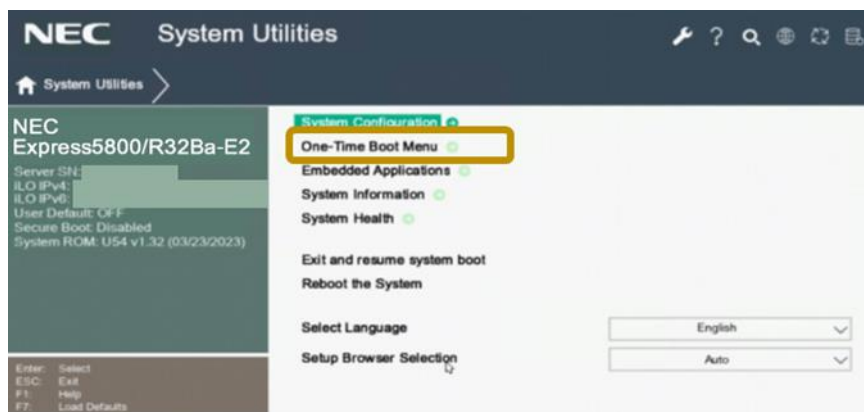 NEC System Utilities
System Utilities
NEC
Express5800/R32Ba-E2
Server SN:
iLO IPv4:
iLO IPv6:
User Default: OFF
Secure Boot: Disabled
System ROM: U54 v1.32 (03/23/2023)
System Configuration
One-Time Boot Menu
Embedded Applications
System Information
System Health
Exit and resume system boot
Reboot the System
Select Language English
Setup Browser Selection Auto
Enter: Select
ESC: Exit
F1: Help
F7: Load Defaults